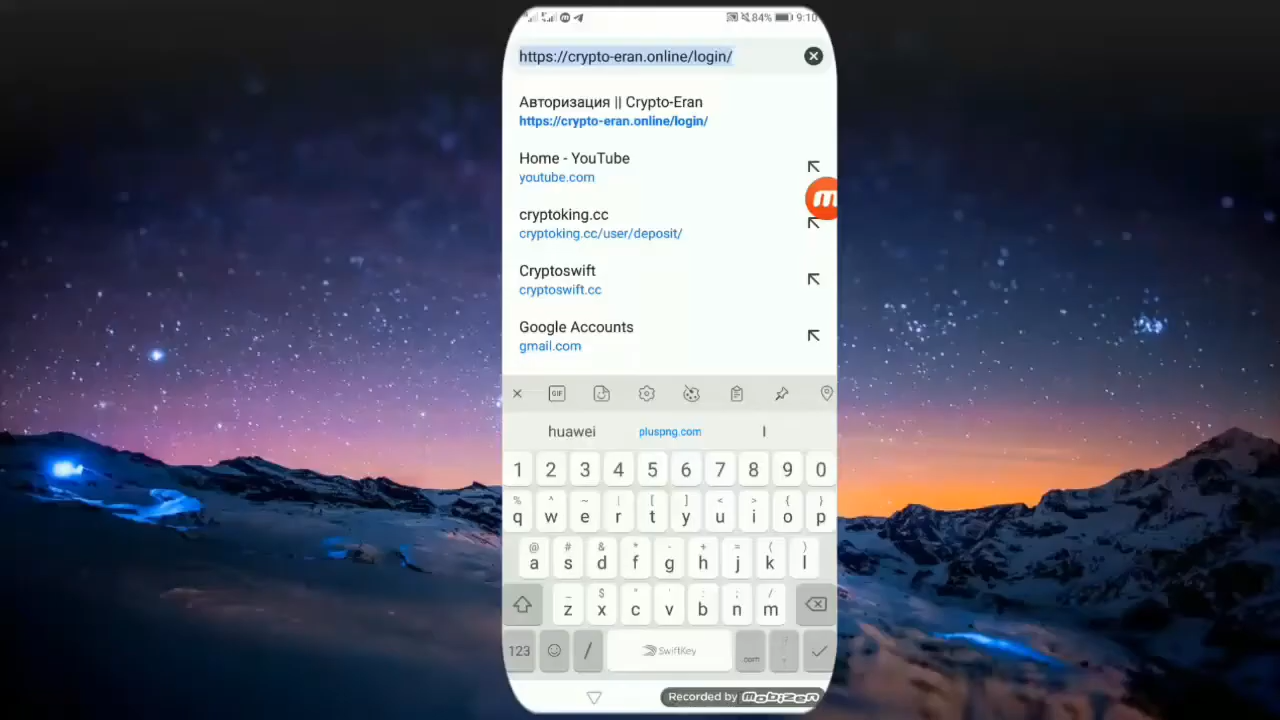 84% 9:10
https://crypto-eran.online/login/
Авторизация || Crypto-Eran
https://crypto-eran.online/login/
Home - YouTube
youtube.com
cryptoking.cc
cryptoking.cc/user/deposit/
Cryptoswift
cryptoswift.cc
Google Accounts
gmail.com
GIF
huawei pluspng.com I
1 2 3 4 5 6 7 8 9 0
% ^ ~ | [ ] < > { }
q w e r t y u i o p
@ # & * - + = ( )
a s d f g h j k l
_ $ " ' : ; /
z x c v b n m
123 / SwiftKey .com
Recorded by Mobizen